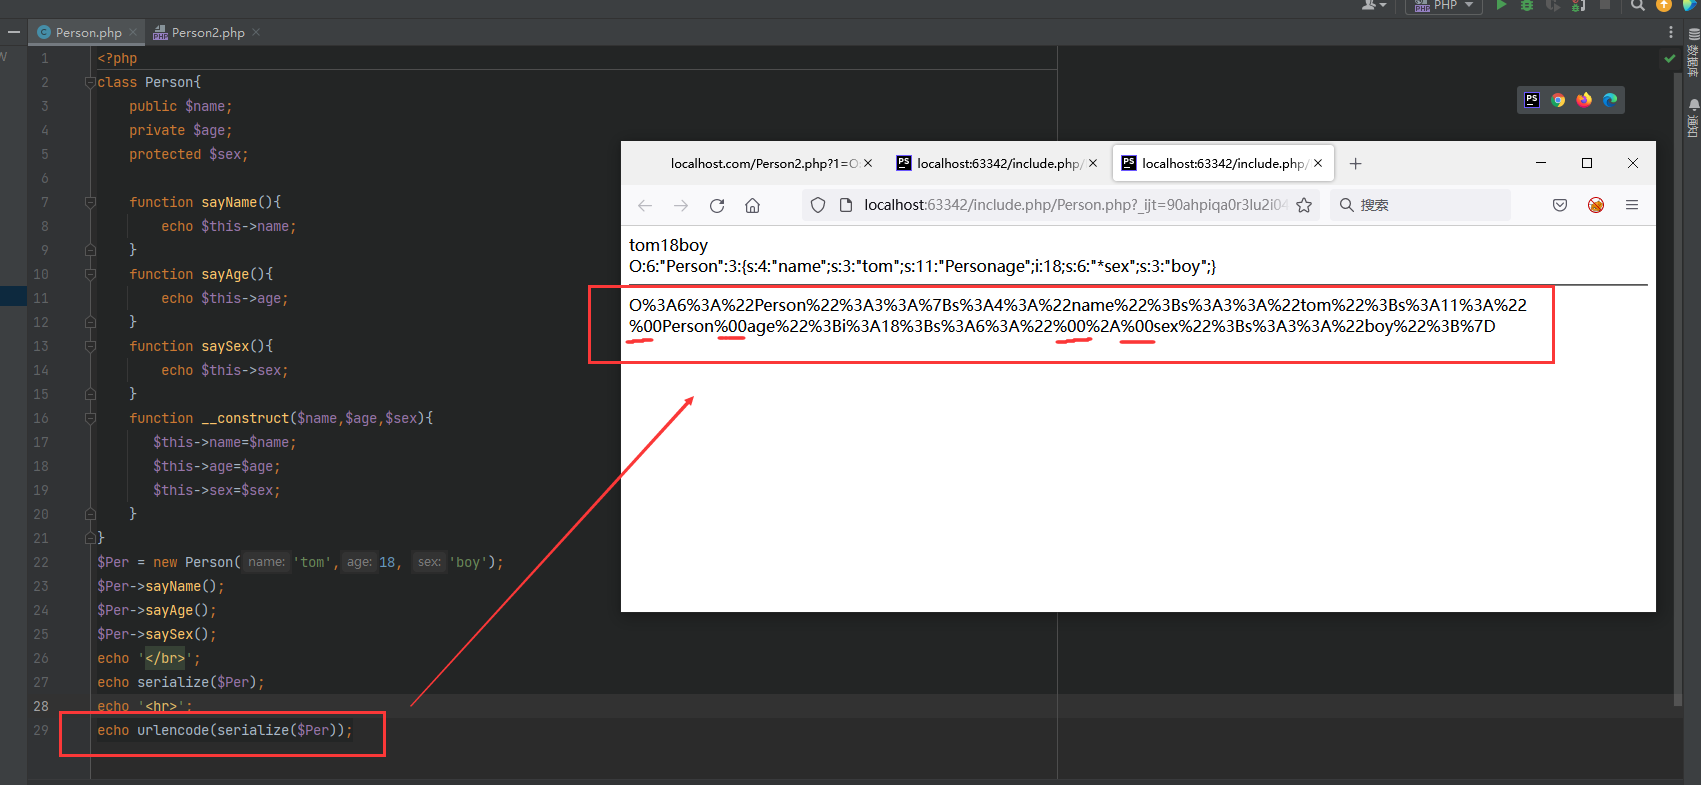 PHP
Person.php
Person2.php
1 <?php
2 class Person{
3 public $name;
4 private $age;
5 protected $sex;
6
7 function sayName(){
8 echo $this->name;
9 }
10 function sayAge(){
11 echo $this->age;
12 }
13 function saySex(){
14 echo $this->sex;
15 }
16 function __construct($name,$age,$sex){
17 $this->name=$name;
18 $this->age=$age;
19 $this->sex=$sex;
20 }
21 }
22 $Per = new Person( name: 'tom', age: 18, sex: 'boy');
23 $Per->sayName();
24 $Per->sayAge();
25 $Per->saySex();
26 echo '</br>';
27 echo serialize($Per);
28 echo '<hr>';
29 echo urlencode(serialize($Per));
数据库
通知
localhost.com/Person2.php?1=O
localhost:63342/include.php/
localhost:63342/include.php/
localhost:63342/include.php/Person.php?_ijt=90ahpiqa0r3lu2i04
搜索
tom18boy
O:6:"Person":3:{s:4:"name";s:3:"tom";s:11:"Personage";i:18;s:6:"*sex";s:3:"boy";}
O%3A6%3A%22Person%22%3A3%3A%7Bs%3A4%3A%22name%22%3Bs%3A3%3A%22tom%22%3Bs%3A11%3A%22
%00Person%00age%22%3Bi%3A18%3Bs%3A6%3A%22%00%2A%00sex%22%3Bs%3A3%3A%22boy%22%3B%7D